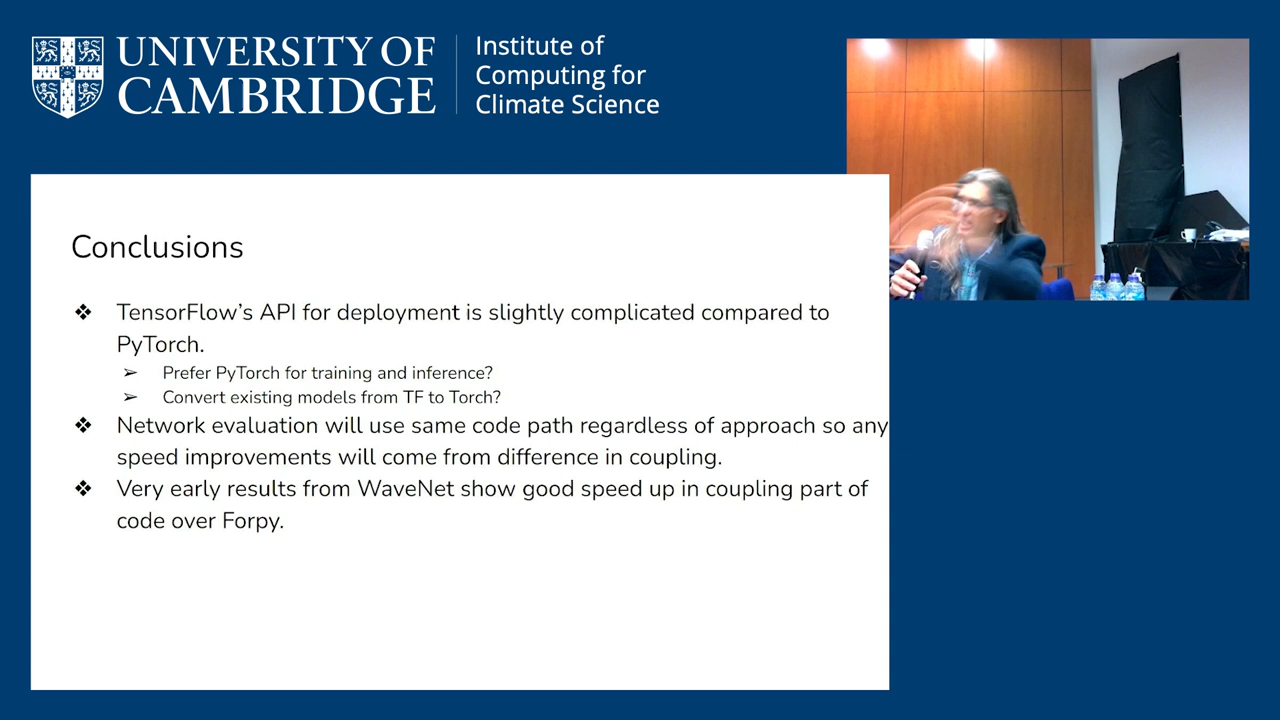 UNIVERSITY OF
CAMBRIDGE
Institute of
Computing for
Climate Science
Conclusions
❖ TensorFlow’s API for deployment is slightly complicated compared to
PyTorch.
➢ Prefer PyTorch for training and inference?
➢ Convert existing models from TF to Torch?
❖ Network evaluation will use same code path regardless of approach so any
speed improvements will come from difference in coupling.
❖ Very early results from WaveNet show good speed up in coupling part of
code over Forpy.